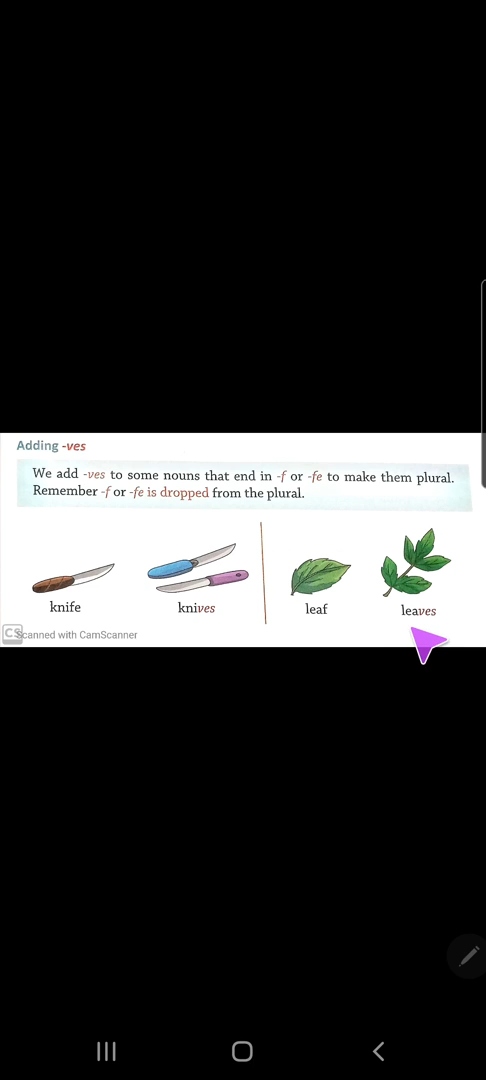 Adding -ves
We add -ves to some nouns that end in -f or -fe to make them plural.
Remember -f or -fe is dropped from the plural.
knife knives leaf leaves
CS Scanned with CamScanner